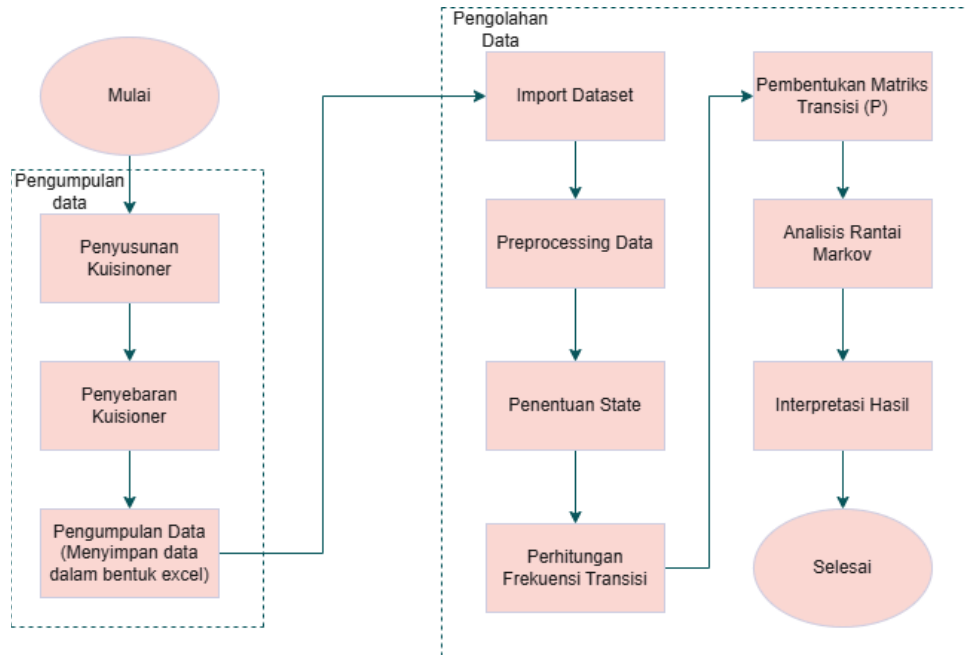 Mulai
Pengumpulan
data
Penyusunan
Kuisinoner
Penyebaran
Kuisioner
Pengumpulan Data
(Menyimpan data
dalam bentuk excel)
Pengolahan
Data
Import Dataset
Preprocessing Data
Penentuan State
Perhitungan
Frekuensi Transisi
Pembentukan Matriks
Transisi (P)
Analisis Rantai
Markov
Interpretasi Hasil
Selesai